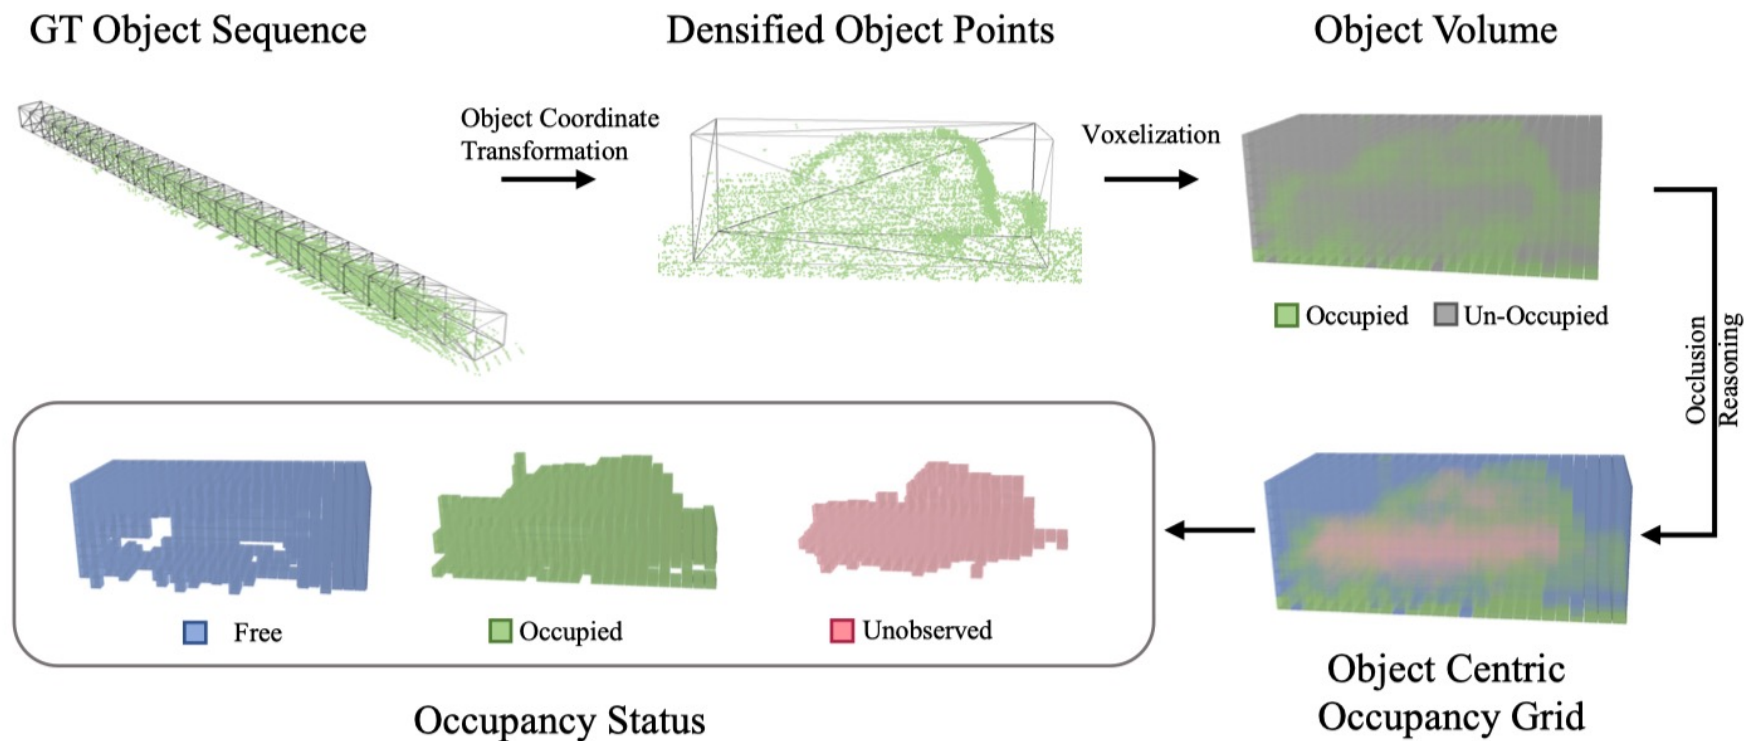 GT Object Sequence
Densified Object Points
Object Volume
Object Coordinate
Transformation
Voxelization
Occupied
Un-Occupied
Occlusion
Reasoning
Free
Occupied
Unobserved
Object Centric
Occupancy Grid
Occupancy Status